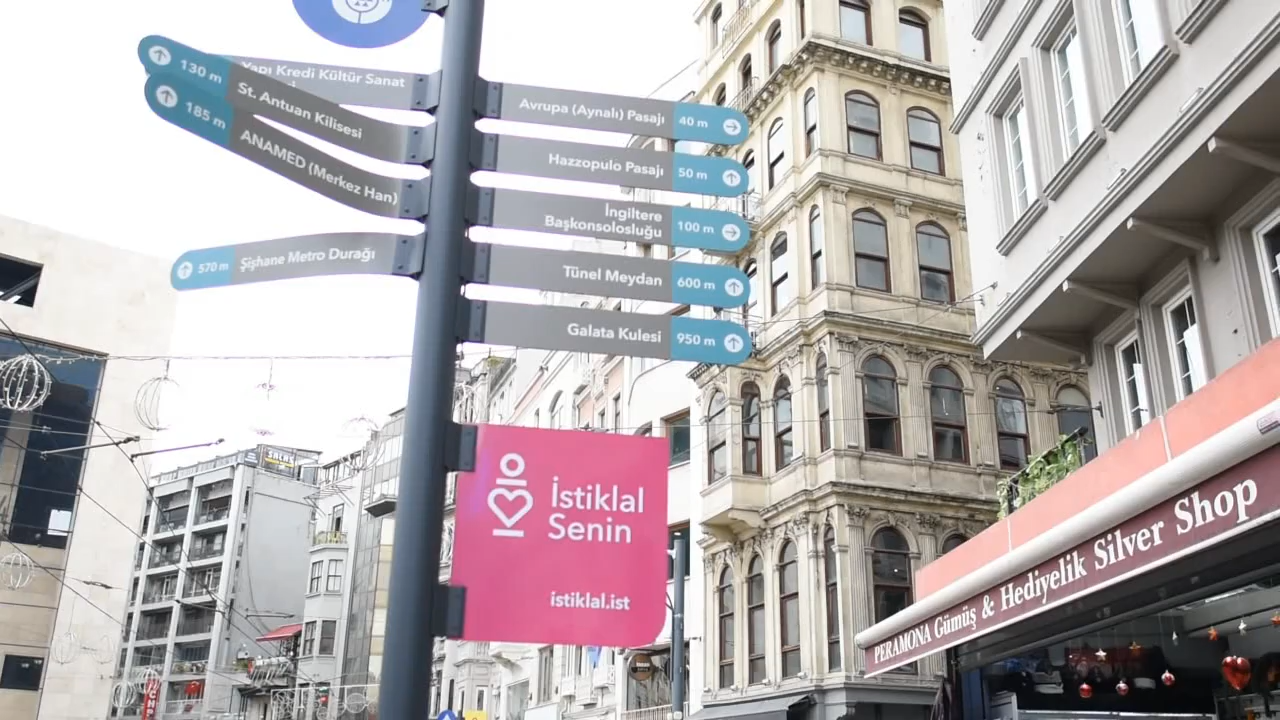 Yapı Kredi Kültür Sanat
130 m St. Antuan Kilisesi
185 m ANAMED (Merkez Han)
570 m Şişhane Metro Durağı
Avrupa (Aynalı) Pasajı 40 m
Hazzopulo Pasajı 50 m
İngiltere
Başkonsolosluğu 100 m
Tünel Meydan 600 m
Galata Kulesi 950 m
İstiklal
Senin
istiklal.ist
PERAMONA Gümüş & Hediyelik Silver Shop